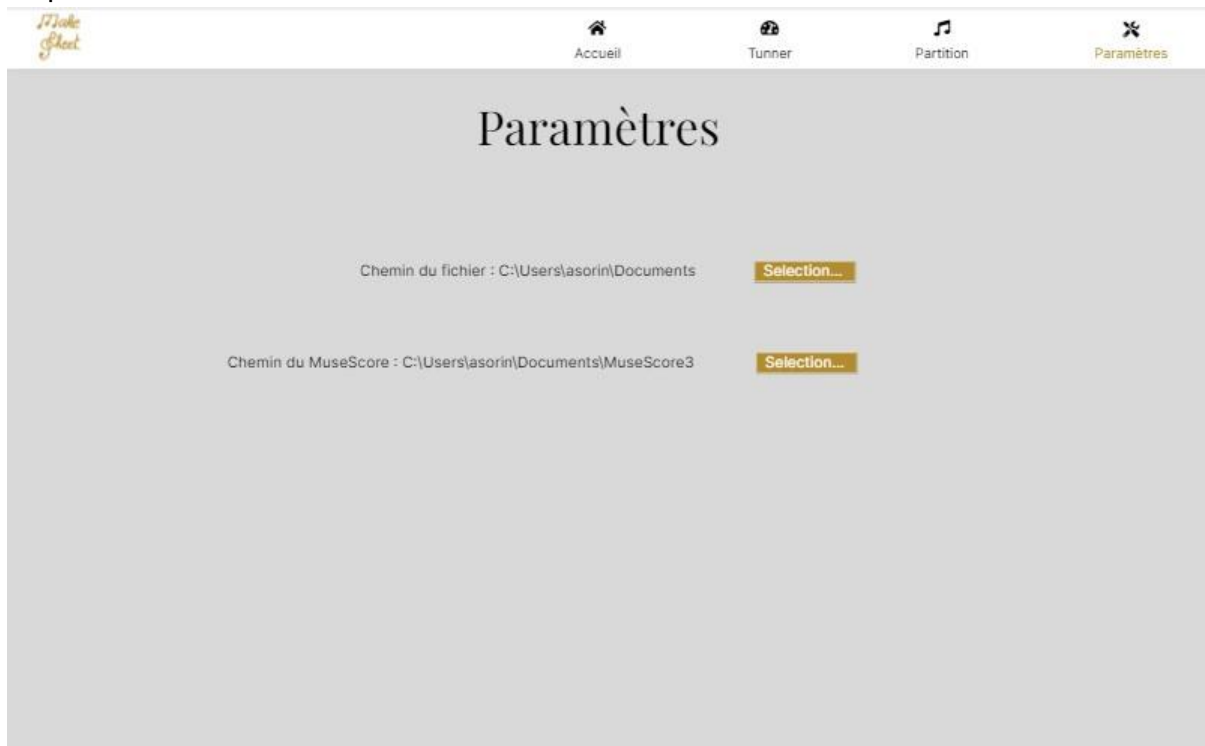 Make
Sheet
Accueil
Tunner
Partition
Paramètres
Paramètres
Chemin du fichier : C:\Users\asorin\Documents
Selection...
Chemin du MuseScore : C:\Users\asorin\Documents\MuseScore3
Selection...